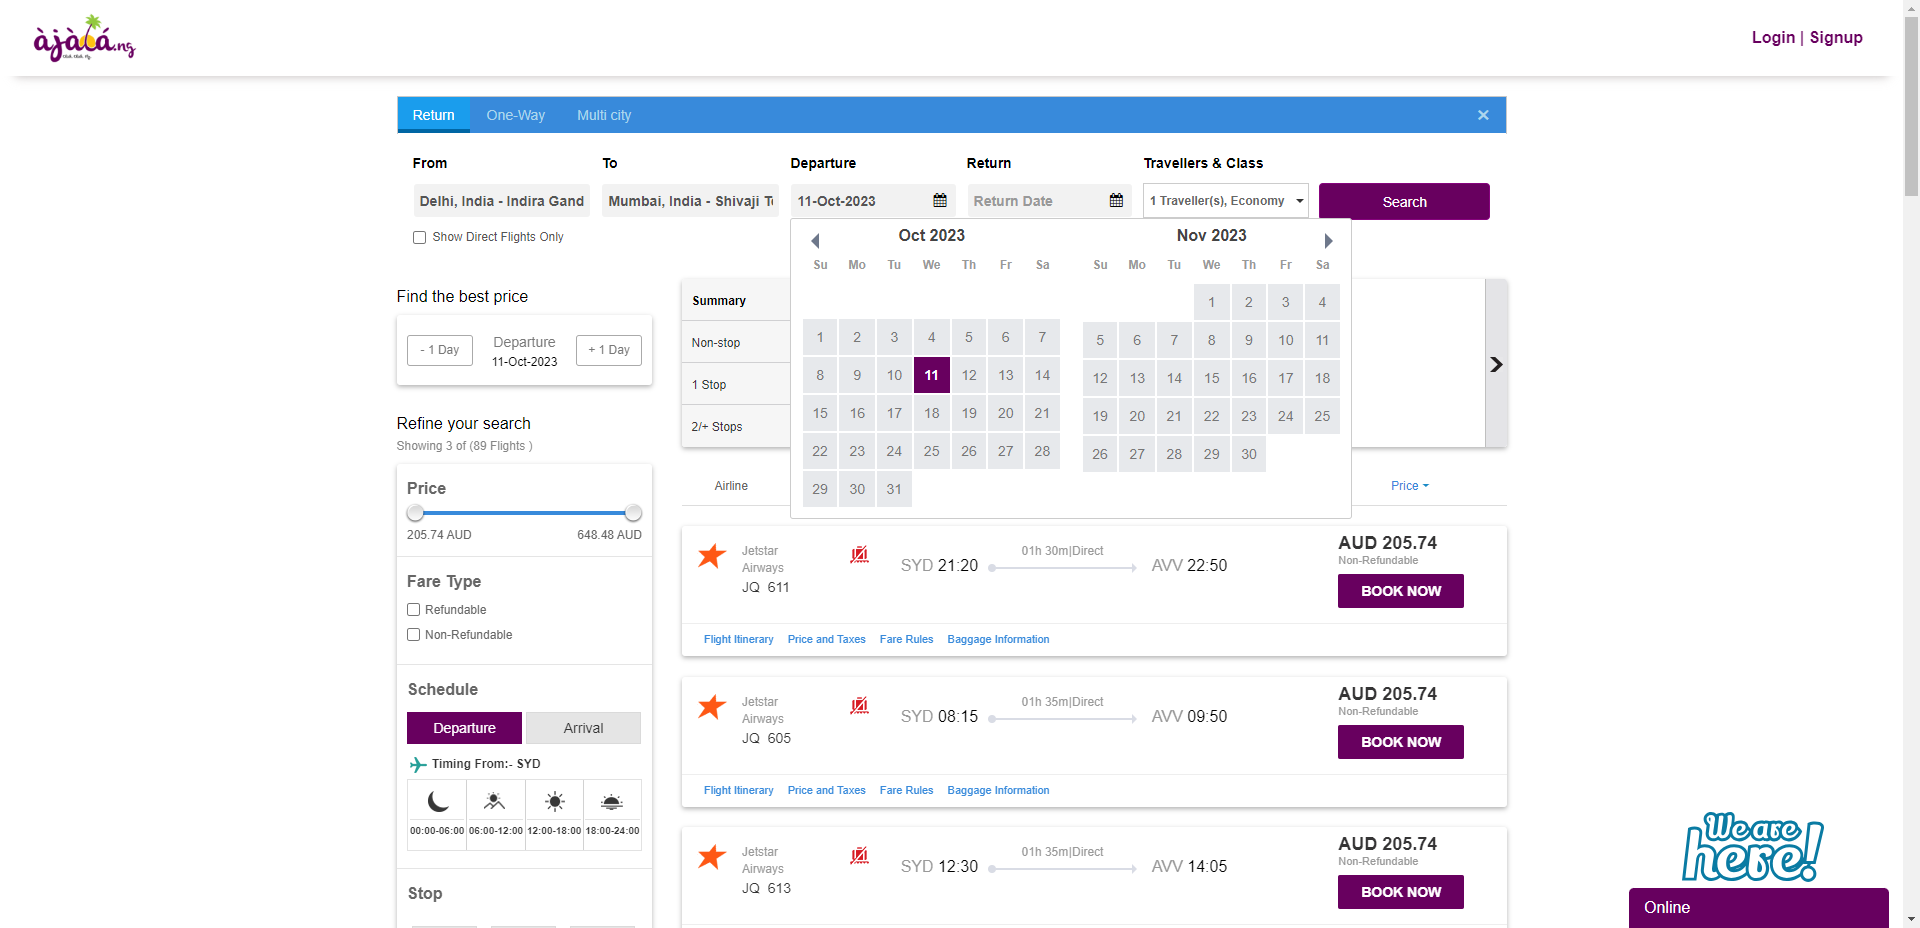 àjàlá.ng
Login | Signup
Return One-Way Multi city ×
From To Departure Return Travellers & Class
Delhi, India - Indira Gand Mumbai, India - Shivaji T 11-Oct-2023 Return Date 1 Traveller(s), Economy Search
Show Direct Flights Only
Oct 2023 Nov 2023
Su Mo Tu We Th Fr Sa Su Mo Tu We Th Fr Sa
1 2 3 4
1 2 3 4 5 6 7 5 6 7 8 9 10 11
8 9 10 11 12 13 14 12 13 14 15 16 17 18
15 16 17 18 19 20 21 19 20 21 22 23 24 25
22 23 24 25 26 27 28 26 27 28 29 30
29 30 31
Find the best price
- 1 Day Departure + 1 Day
11-Oct-2023
Refine your search
Showing 3 of (89 Flights )
Price
205.74 AUD 648.48 AUD
Fare Type
Refundable
Non-Refundable
Schedule
Departure Arrival
Timing From:- SYD
00:00-06:00 06:00-12:00 12:00-18:00 18:00-24:00
Stop
Summary
Non-stop
1 Stop
2/+ Stops
Airline Price
Jetstar Airways
JQ 611
SYD 21:20 01h 30m|Direct AVV 22:50
AUD 205.74
Non-Refundable
BOOK NOW
Flight Itinerary Price and Taxes Fare Rules Baggage Information
Jetstar Airways
JQ 605
SYD 08:15 01h 35m|Direct AVV 09:50
AUD 205.74
Non-Refundable
BOOK NOW
Flight Itinerary Price and Taxes Fare Rules Baggage Information
Jetstar Airways
JQ 613
SYD 12:30 01h 35m|Direct AVV 14:05
AUD 205.74
Non-Refundable
BOOK NOW
We are here!
Online